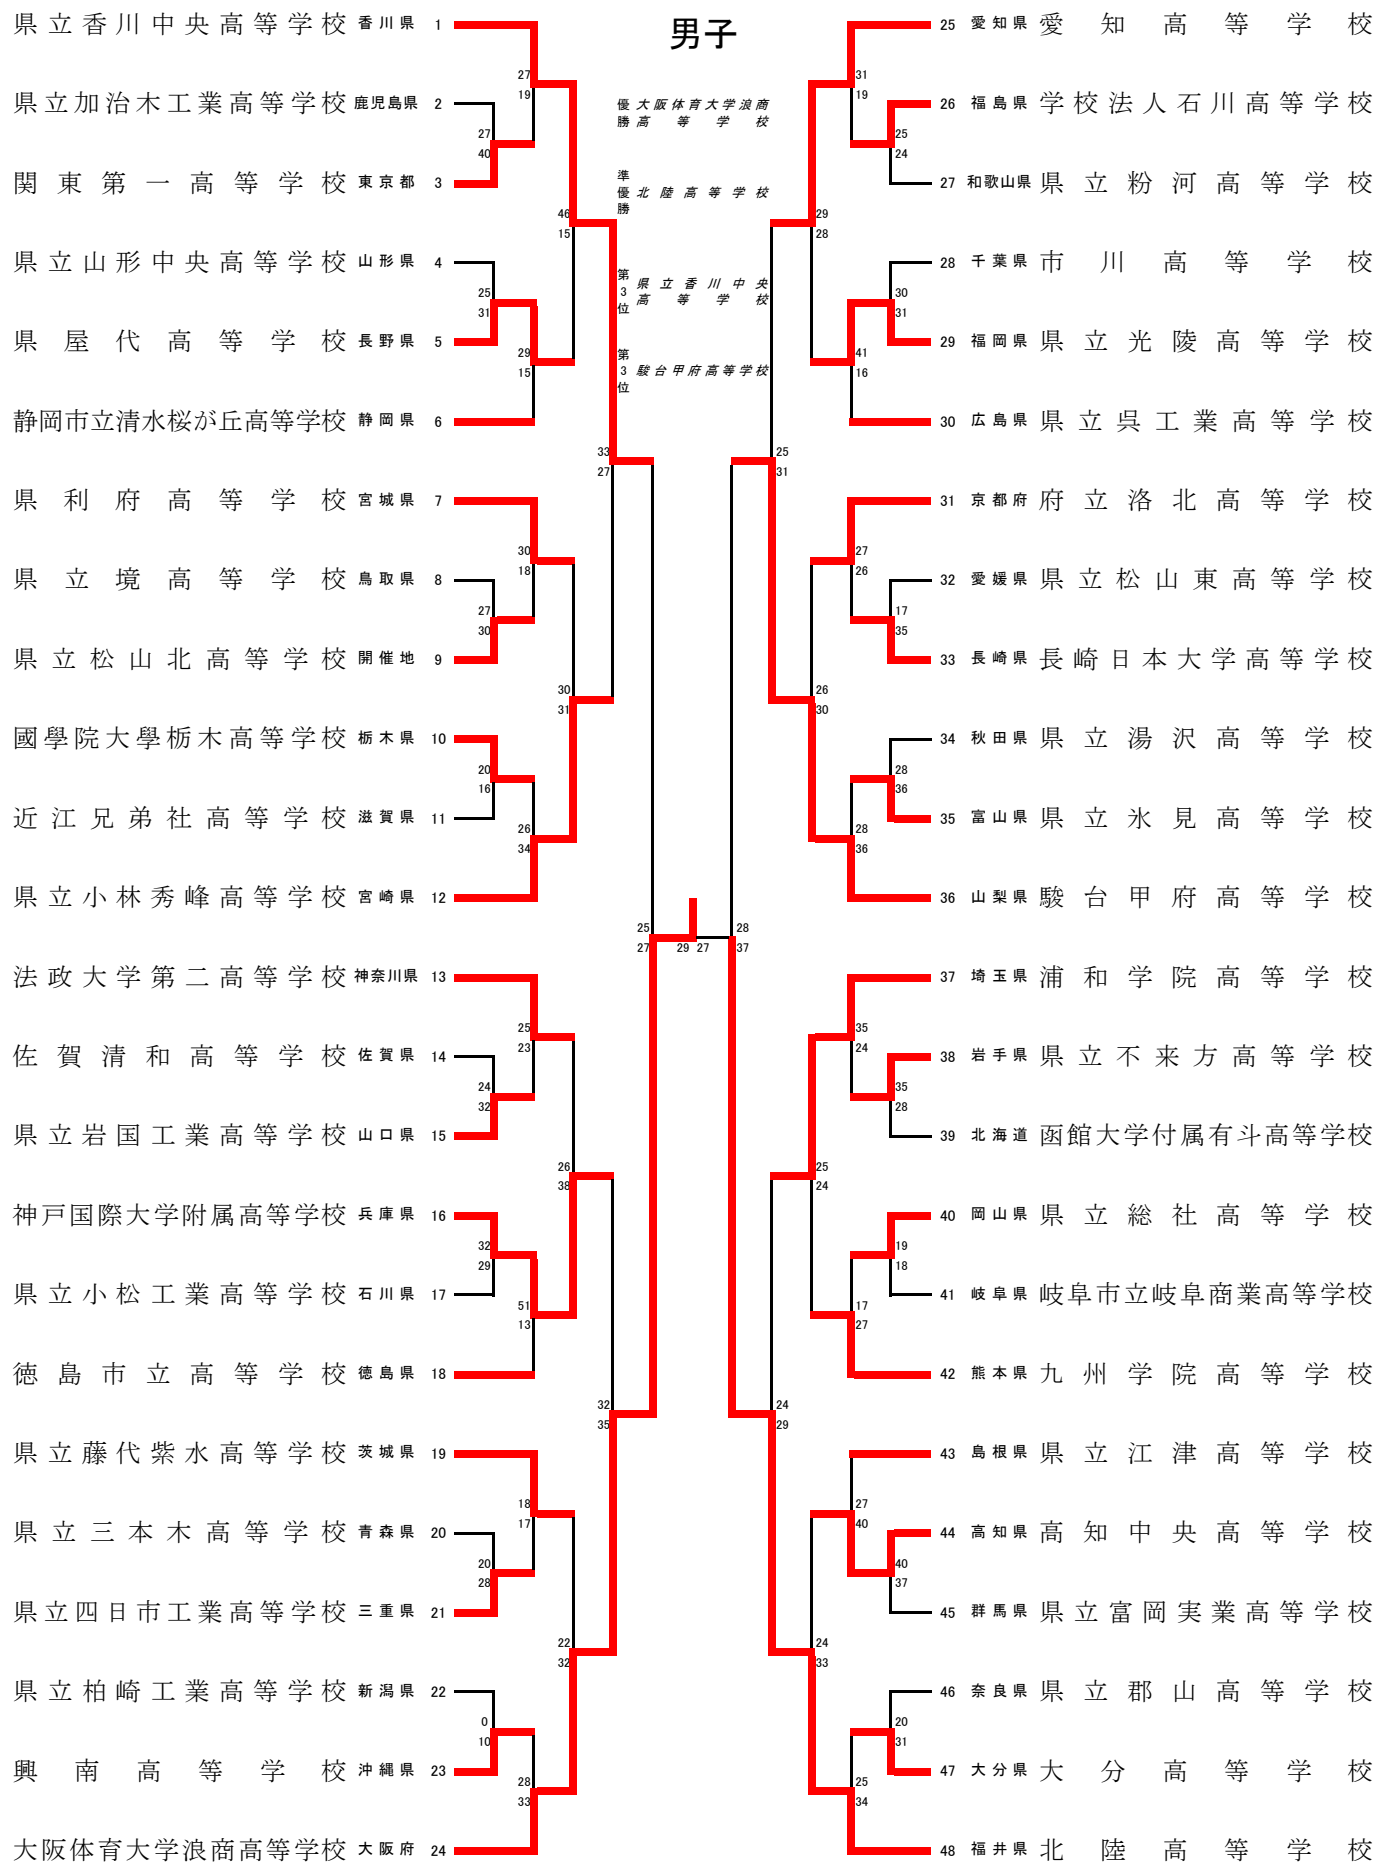 男子
優勝 大阪体育大学浪商高等学校
準優勝 北陸高等学校
第3位 県立香川中央高等学校
第3位 駿台甲府高等学校
県立香川中央高等学校 香川県 1
27
19
県立加治木工業高等学校 鹿児島県 2
27
40
関東第一高等学校 東京都 3
46
15
県立山形中央高等学校 山形県 4
25
31
県屋代高等学校 長野県 5
29
15
静岡市立清水桜が丘高等学校 静岡県 6
33
27
県利府高等学校 宮城県 7
30
18
県立境高等学校 鳥取県 8
27
30
県立松山北高等学校 開催地 9
30
31
國學院大學栃木高等学校 栃木県 10
20
16
近江兄弟社高等学校 滋賀県 11
26
34
県立小林秀峰高等学校 宮崎県 12
25
27
29 27
法政大学第二高等学校 神奈川県 13
25
23
佐賀清和高等学校 佐賀県 14
24
32
県立岩国工業高等学校 山口県 15
26
38
神戸国際大学附属高等学校 兵庫県 16
32
29
県立小松工業高等学校 石川県 17
51
13
徳島市立高等学校 徳島県 18
32
35
県立藤代紫水高等学校 茨城県 19
18
17
県立三本木高等学校 青森県 20
20
28
県立四日市工業高等学校 三重県 21
22
32
県立柏崎工業高等学校 新潟県 22
0
10
興南高等学校 沖縄県 23
28
33
大阪体育大学浪商高等学校 大阪府 24
25 愛知県 愛知高等学校
31
19
26 福島県 学校法人石川高等学校
25
24
27 和歌山県 県立粉河高等学校
29
28
28 千葉県 市川高等学校
30
31
29 福岡県 県立光陵高等学校
41
16
30 広島県 県立呉工業高等学校
25
31
31 京都府 府立洛北高等学校
27
26
32 愛媛県 県立松山東高等学校
17
35
33 長崎県 長崎日本大学高等学校
26
30
34 秋田県 県立湯沢高等学校
28
36
35 富山県 県立氷見高等学校
28
36
36 山梨県 駿台甲府高等学校
28
37
37 埼玉県 浦和学院高等学校
35
24
38 岩手県 県立不来方高等学校
35
28
39 北海道 函館大学付属有斗高等学校
25
24
40 岡山県 県立総社高等学校
19
18
41 岐阜県 岐阜市立岐阜商業高等学校
17
27
42 熊本県 九州学院高等学校
24
29
43 島根県 県立江津高等学校
27
40
44 高知県 高知中央高等学校
40
37
45 群馬県 県立富岡実業高等学校
24
33
46 奈良県 県立郡山高等学校
20
31
47 大分県 大分高等学校
25
34
48 福井県 北陸高等学校